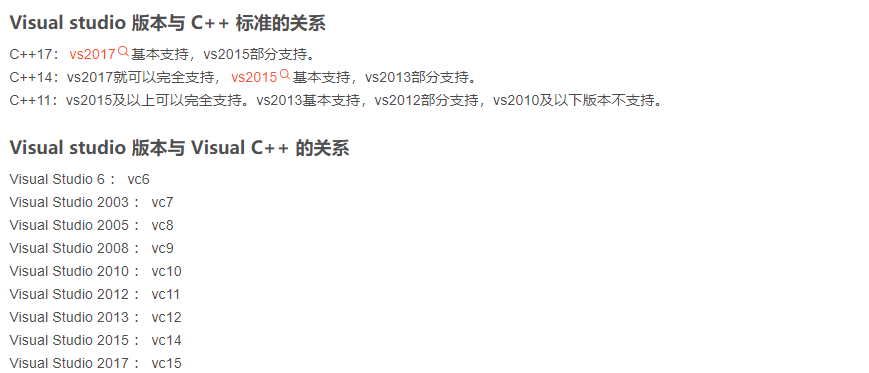 Visual studio 版本与 C++ 标准的关系
C++17：vs2017基本支持，vs2015部分支持。
C++14：vs2017就可以完全支持，vs2015基本支持，vs2013部分支持。
C++11：vs2015及以上可以完全支持。vs2013基本支持，vs2012部分支持，vs2010及以下版本不支持。
Visual studio 版本与 Visual C++ 的关系
Visual Studio 6 ： vc6
Visual Studio 2003 ： vc7
Visual Studio 2005 ： vc8
Visual Studio 2008 ： vc9
Visual Studio 2010 ： vc10
Visual Studio 2012 ： vc11
Visual Studio 2013 ： vc12
Visual Studio 2015 ： vc14
Visual Studio 2017 ： vc15